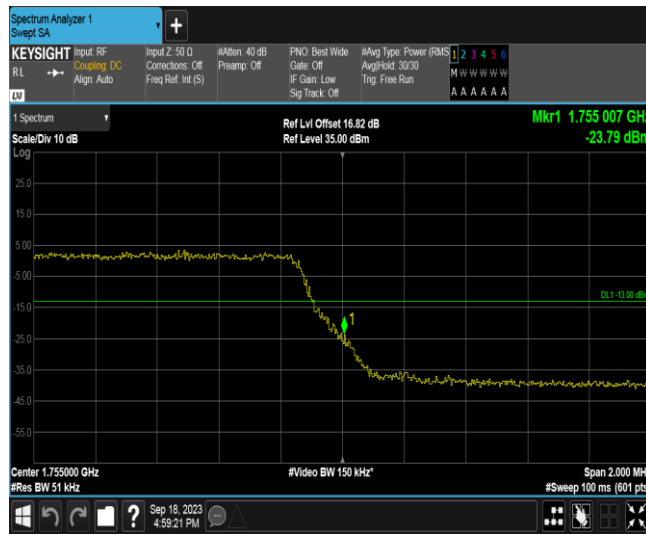 Spectrum Analyzer 1
Swept SA
+
KEYSIGHT
RL
LXI
Input: RF
Coupling: DC
Align: Auto
Input Z: 50 Ω
Corrections: Off
Freq Ref: Int (S)
#Atten: 40 dB
Preamp: Off
PNO: Best Wide
Gate: Off
IF Gain: Low
Sig Track: Off
#Avg Type: Power (RMS
Avg|Hold: 30/30
Trig: Free Run
1 2 3 4 5 6
M W W W W W
A A A A A A
1 Spectrum
Scale/Div 10 dB
Log
Ref Lvl Offset 16.82 dB
Ref Level 35.00 dBm
Mkr1 1.755 007 GH
-23.79 dBm
25.0
15.0
5.00
-5.00
-15.0
-25.0
-35.0
-45.0
-55.0
DL1 -13.00 dBm
1
Center 1.755000 GHz
#Res BW 51 kHz
#Video BW 150 kHz*
Span 2.000 MH
#Sweep 100 ms (601 pts
?
Sep 18, 2023
4:59:21 PM